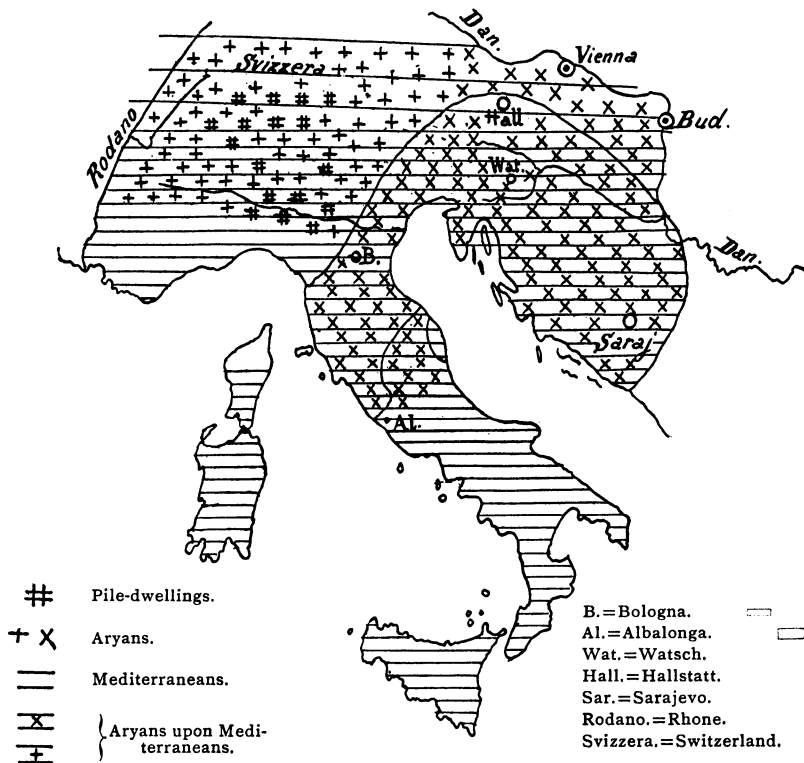 Dan.
Vienna
Svizzera
Hall
Bud.
Rodano
Wat.
B.
Dan.
Saraj
Al.
Pile-dwellings.
Aryans.
Mediterraneans.
Aryans upon Medi-
terraneans.
B.=Bologna.
Al.=Albalonga.
Wat.=Watsch.
Hall.=Hallstatt.
Sar.=Sarajevo.
Rodano.=Rhone.
Svizzera.=Switzerland.